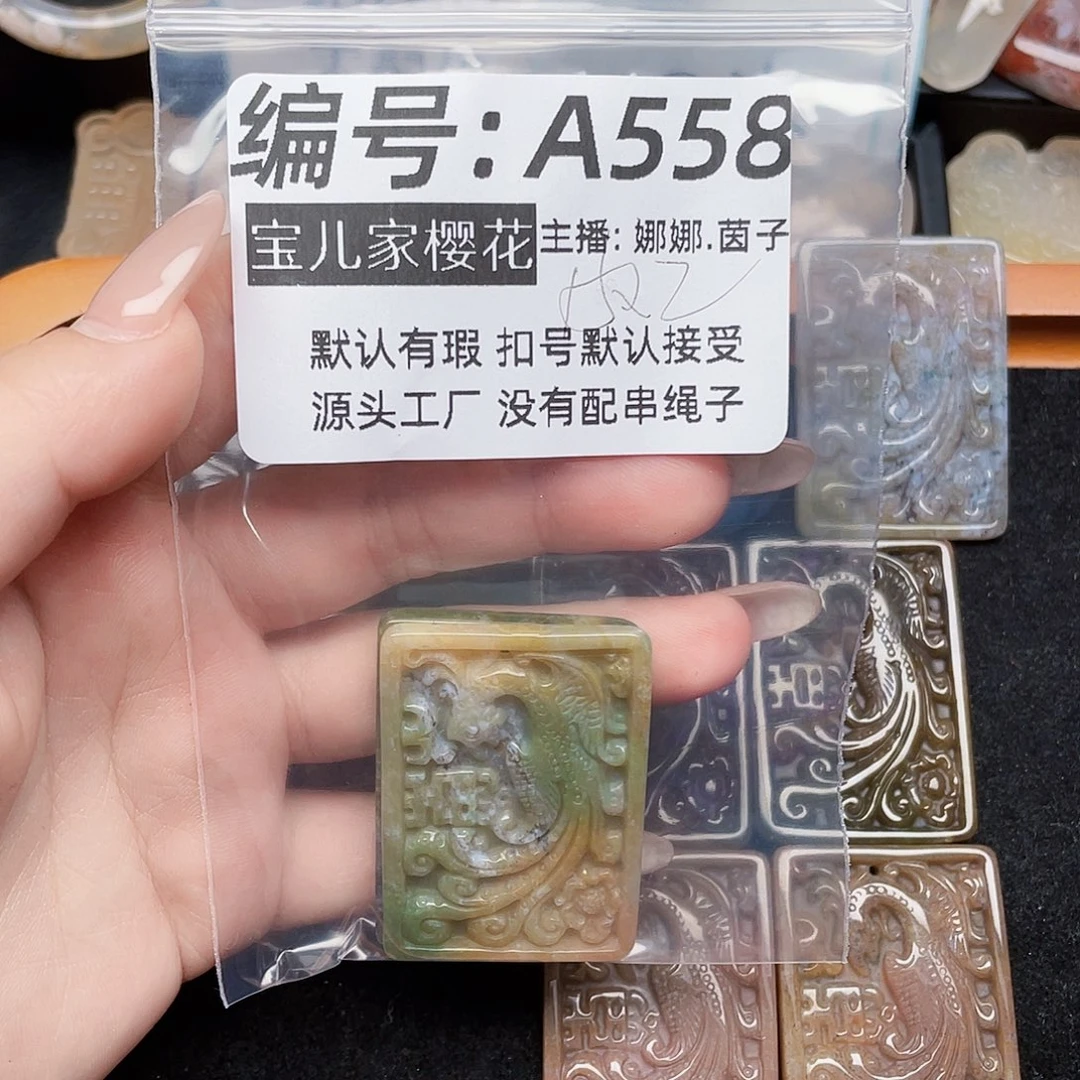 编号: A558
宝儿家樱花 主播: 娜娜.茵子
默认有瑕 扣号默认接受
源头工厂 没有配串绳子